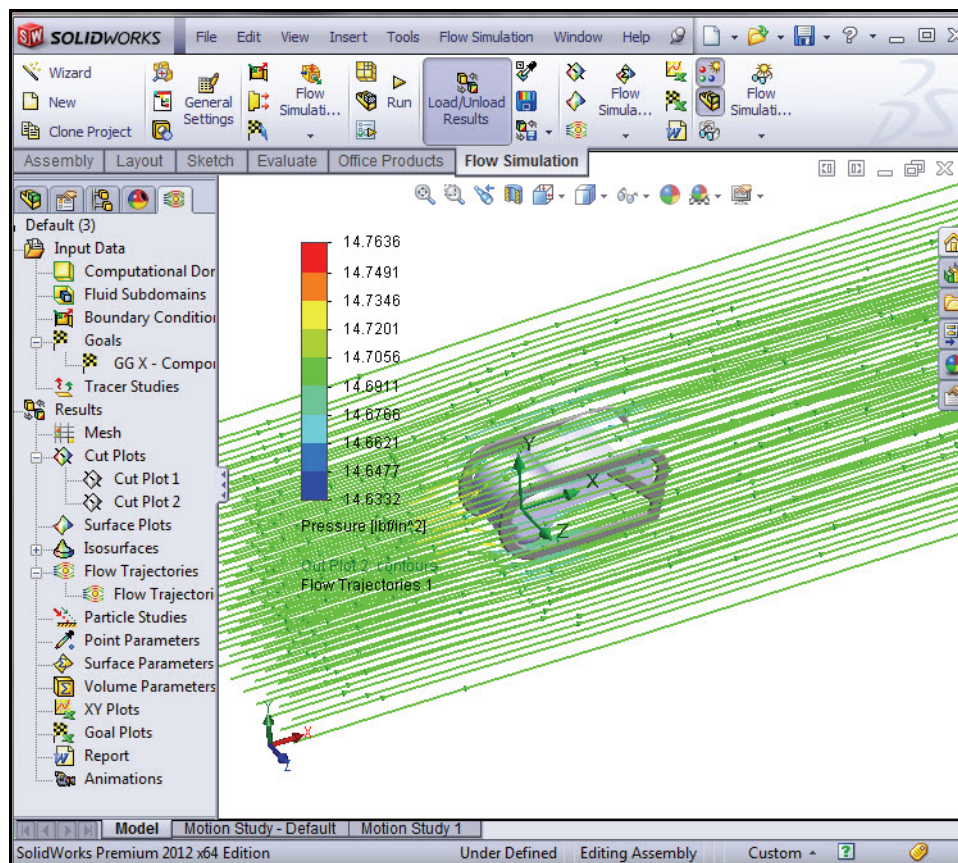 SW SOLIDWORKS File Edit View Insert Tools Flow Simulation Window Help
Wizard
New
Clone Project
General Settings
Flow Simulati...
Run
Load/Unload Results
Flow Simula...
Flow Simulati...
Assembly Layout Sketch Evaluate Office Products Flow Simulation
Default (3)
Input Data
Computational Dor
Fluid Subdomains
Boundary Conditio
Goals
GG X - Compo
Tracer Studies
Results
Mesh
Cut Plots
Cut Plot 1
Cut Plot 2
Surface Plots
Isosurfaces
Flow Trajectories
Flow Trajectori
Particle Studies
Point Parameters
Surface Parameters
Volume Parameters
XY Plots
Goal Plots
Report
Animations
14.7636
14.7491
14.7346
14.7201
14.7056
14.6911
14.6766
14.6621
14.6477
14.6332
Pressure [lbf/in^2]
Cut Plot 2: contours
Flow Trajectories 1
Y
X
Z
Y
X
Z
Model Motion Study - Default Motion Study 1
SolidWorks Premium 2012 x64 Edition Under Defined Editing Assembly Custom